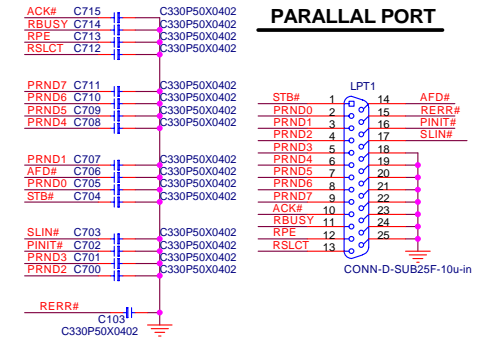 PARALLAL PORT
ACK# C715 C330P50X0402
RBUSY C714 C330P50X0402
RPE C713 C330P50X0402
RSLCT C712 C330P50X0402
PRND7 C711 C330P50X0402
PRND6 C710 C330P50X0402
PRND5 C709 C330P50X0402
PRND4 C708 C330P50X0402
PRND1 C707 C330P50X0402
AFD# C706 C330P50X0402
PRND0 C705 C330P50X0402
STB# C704 C330P50X0402
SLIN# C703 C330P50X0402
PINIT# C702 C330P50X0402
PRND3 C701 C330P50X0402
PRND2 C700 C330P50X0402
RERR#
C103
C330P50X0402
LPT1
STB# 1 14 AFD#
PRND0 2 15 RERR#
PRND1 3 16 PINIT#
PRND2 4 17 SLIN#
PRND3 5 18
PRND4 6 19
PRND5 7 20
PRND6 8 21
PRND7 9 22
ACK# 10 23
RBUSY 11 24
RPE 12 25
RSLCT 13
CONN-D-SUB25F-10u-in